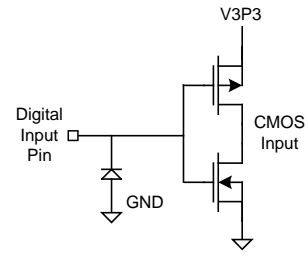 V3P3
Digital
Input
Pin
CMOS
Input
GND